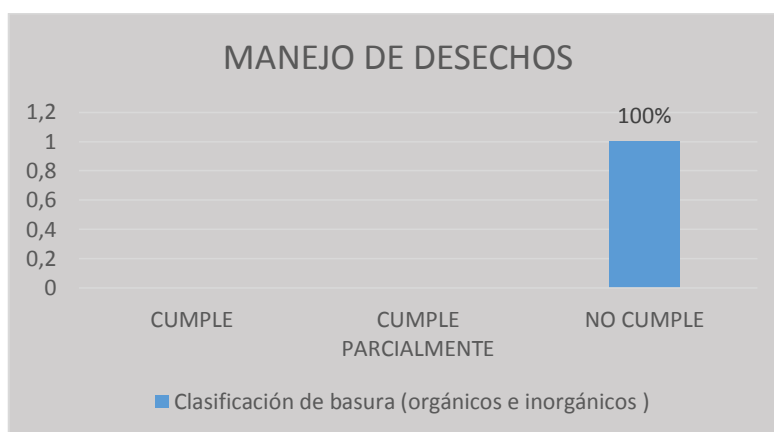 MANEJO DE DESECHOS
1,2
1
0,8
0,6
0,4
0,2
0
100%
CUMPLE
CUMPLE
PARCIALMENTE
NO CUMPLE
Clasificación de basura (orgánicos e inorgánicos )